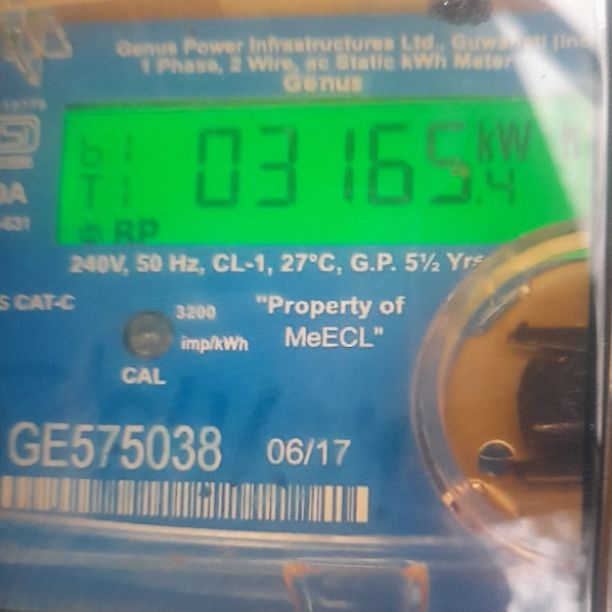 Genus Power Infrastructures Ltd., Guwahati
1 Phase, 2 Wire, ac Static kWh Meter
Genus
b1
T1
03165.4
kW
RP
240V, 50 Hz, CL-1, 27°C, G.P. 5½ Yrs
S CAT-C
3200
imp/kWh
CAL
"Property of
MeECL"
GE575038 06/17